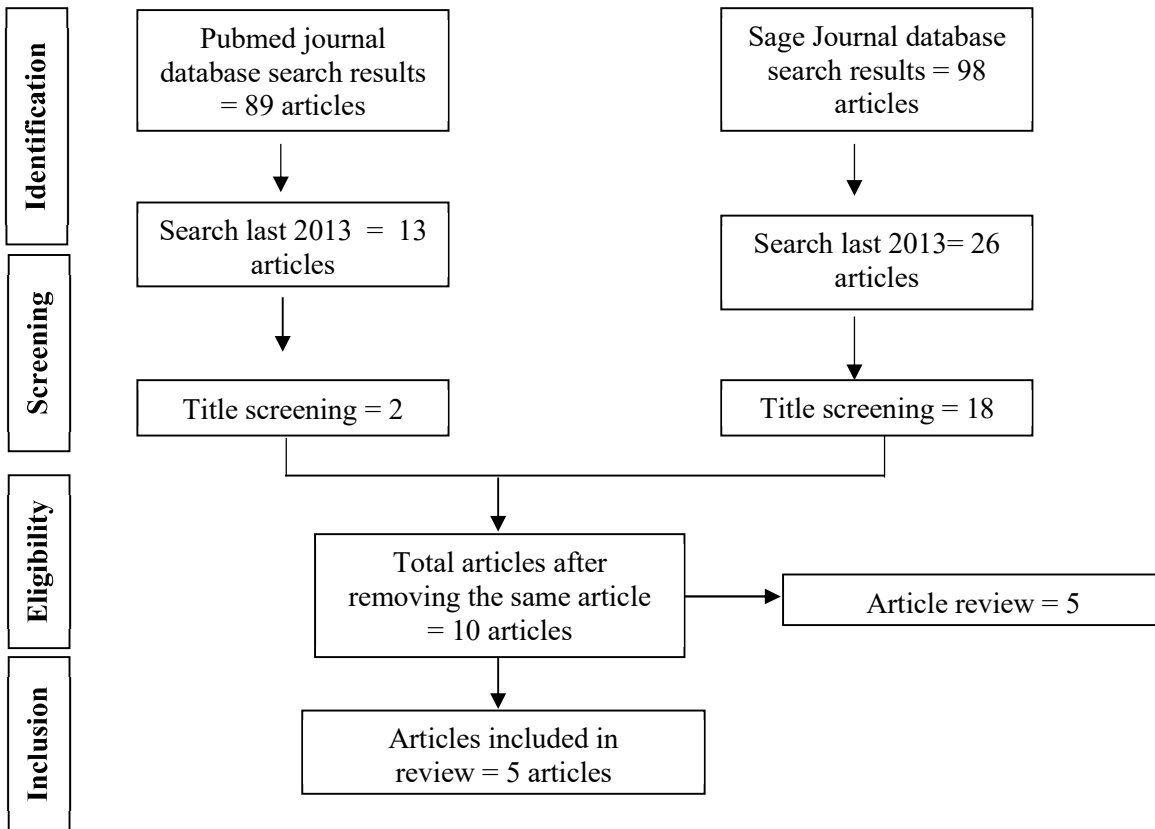 Identification
Pubmed journal
database search results
= 89 articles
Sage Journal database
search results = 98
articles
Search last 2013 = 13
articles
Search last 2013= 26
articles
Screening
Title screening = 2
Title screening = 18
Eligibility
Total articles after
removing the same article
= 10 articles
Article review = 5
Inclusion
Articles included in
review = 5 articles